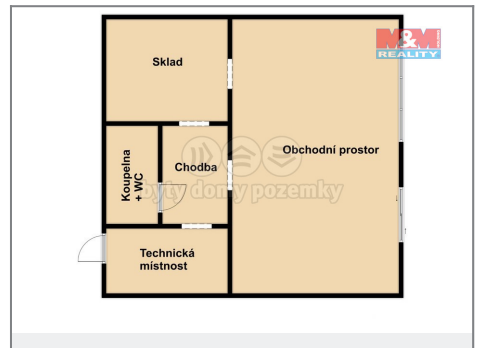 M&M
REALITY
Sklad
Obchodní prostor
Chodba
Koupelna
+ WC
byty domy pozemky
Technická
místnost